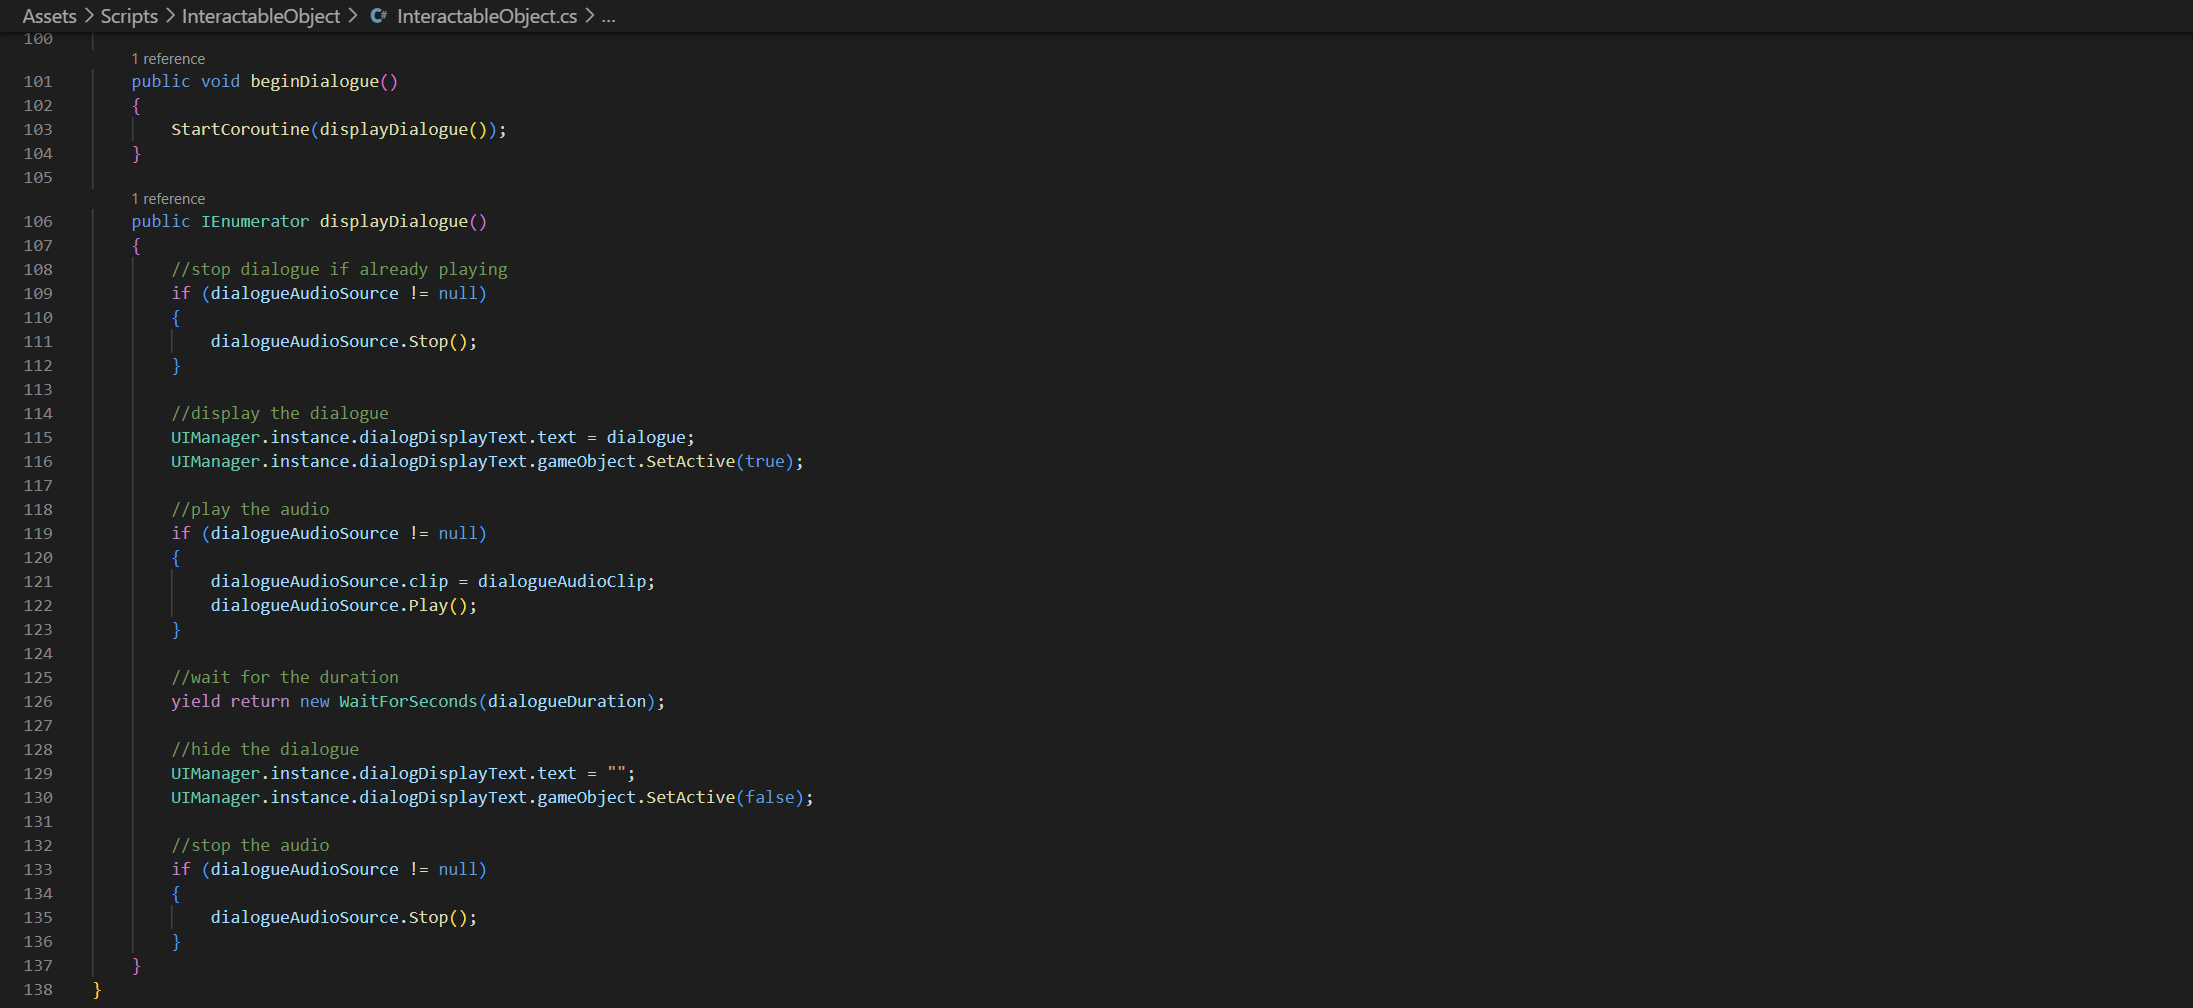 Assets > Scripts > InteractableObject > C# InteractableObject.cs > ...
100
1 reference
101 public void beginDialogue()
102 {
103 StartCoroutine(displayDialogue());
104 }
105
1 reference
106 public IEnumerator displayDialogue()
107 {
108 //stop dialogue if already playing
109 if (dialogueAudioSource != null)
110 {
111 dialogueAudioSource.Stop();
112 }
113
114 //display the dialogue
115 UIManager.instance.dialogDisplayText.text = dialogue;
116 UIManager.instance.dialogDisplayText.gameObject.SetActive(true);
117
118 //play the audio
119 if (dialogueAudioSource != null)
120 {
121 dialogueAudioSource.clip = dialogueAudioClip;
122 dialogueAudioSource.Play();
123 }
124
125 //wait for the duration
126 yield return new WaitForSeconds(dialogueDuration);
127
128 //hide the dialogue
129 UIManager.instance.dialogDisplayText.text = "";
130 UIManager.instance.dialogDisplayText.gameObject.SetActive(false);
131
132 //stop the audio
133 if (dialogueAudioSource != null)
134 {
135 dialogueAudioSource.Stop();
136 }
137 }
138 }